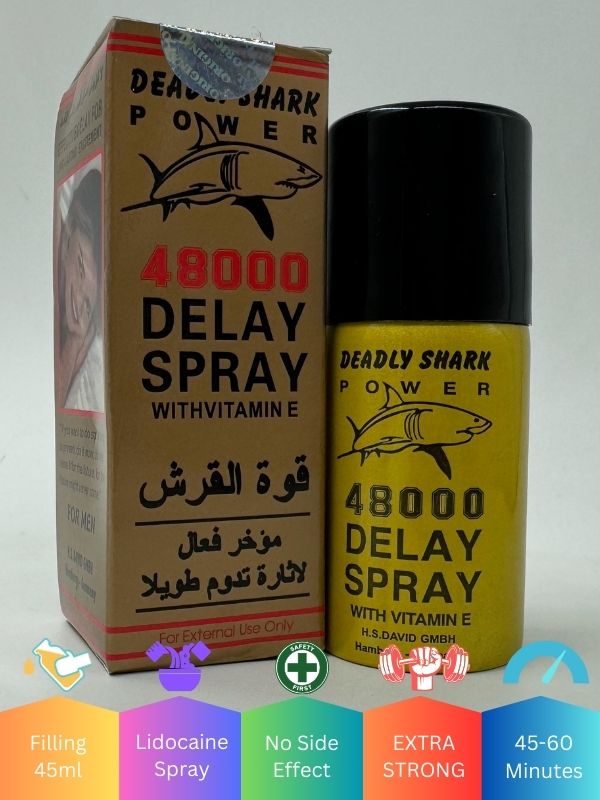 DEADLY SHARK
POWER
48000
DELAY
SPRAY
WITHVITAMIN E
قوة القرش
مؤخر فعال
لاثارة تدوم طويلا
For External Use Only
FOR MEN
DEADLY SHARK
POWER
48000
DELAY
SPRAY
WITH VITAMIN E
H.S.DAVID GMBH
SAFETY
FIRST
Filling
45ml
Lidocaine
Spray
No Side
Effect
EXTRA
STRONG
45-60
Minutes